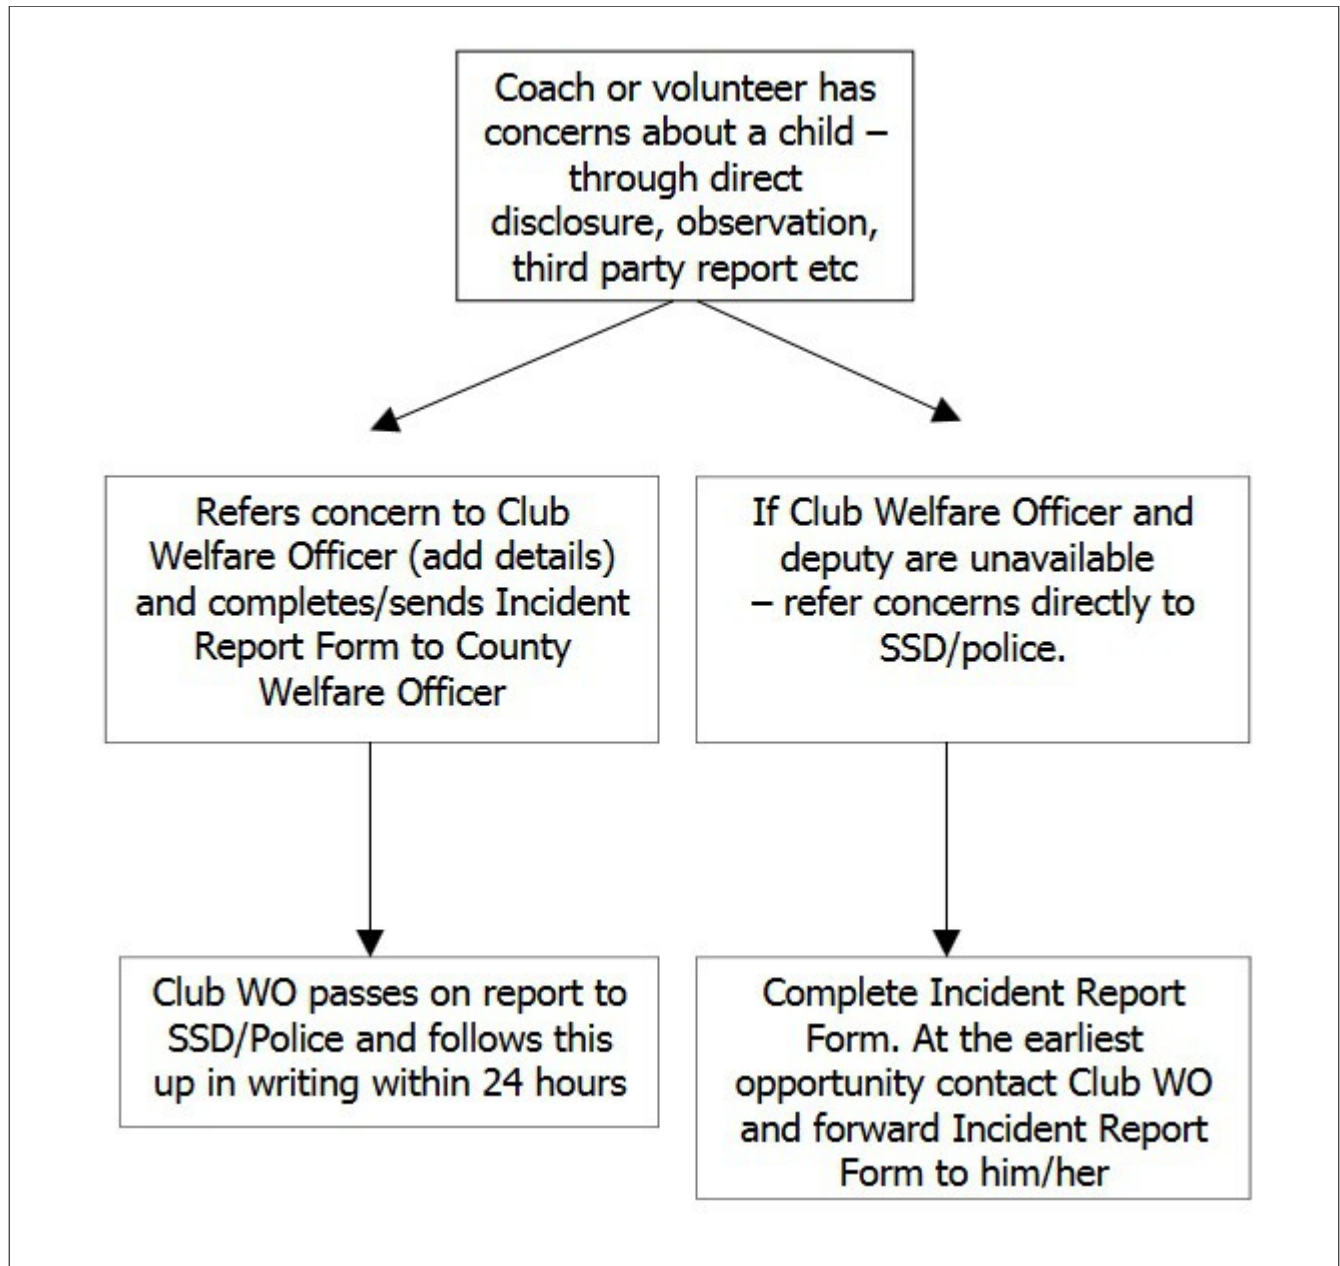 Coach or volunteer has
concerns about a child –
through direct
disclosure, observation,
third party report etc
Refers concern to Club
Welfare Officer (add details)
and completes/sends Incident
Report Form to County
Welfare Officer
If Club Welfare Officer and
deputy are unavailable
– refer concerns directly to
SSD/police.
Club WO passes on report to
SSD/Police and follows this
up in writing within 24 hours
Complete Incident Report
Form. At the earliest
opportunity contact Club WO
and forward Incident Report
Form to him/her